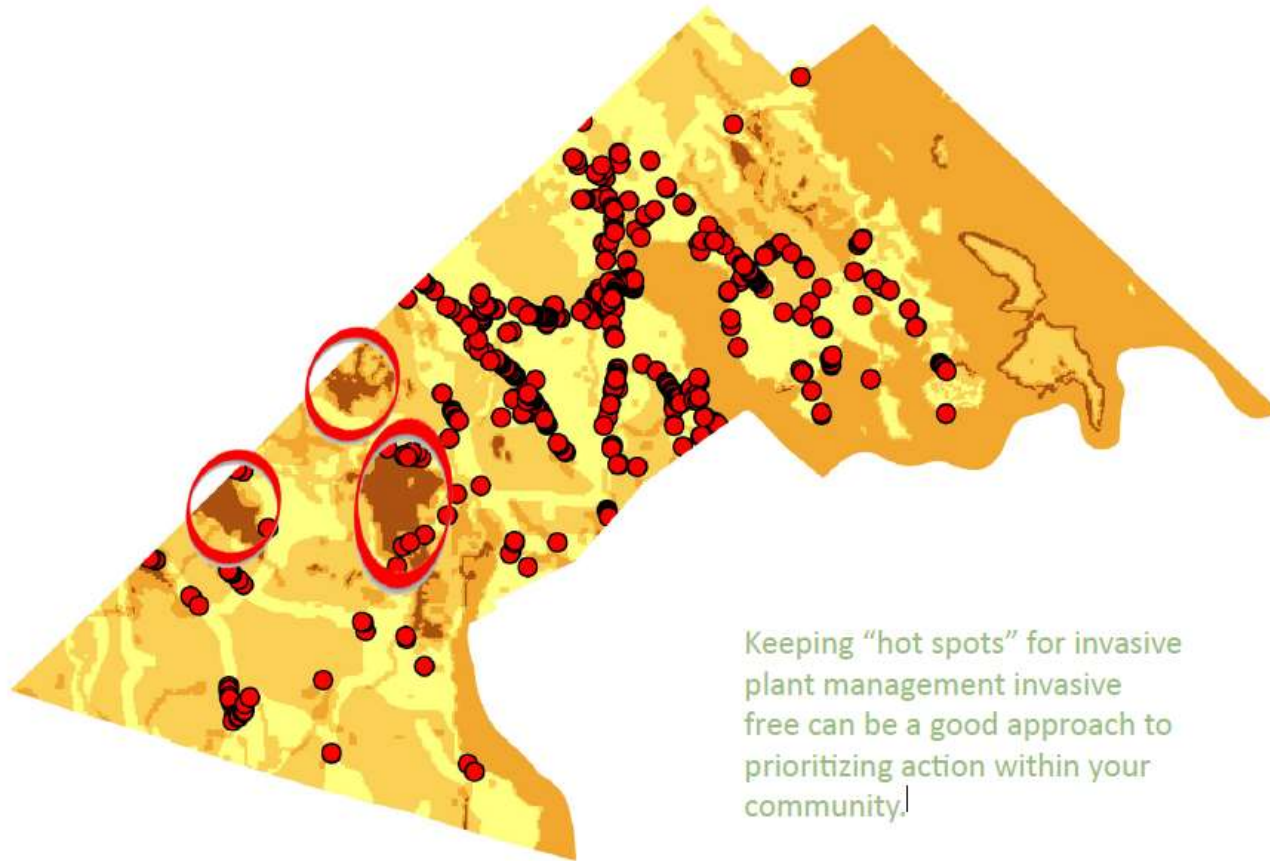 Keeping “hot spots” for invasive
plant management invasive
free can be a good approach to
prioritizing action within your
community.